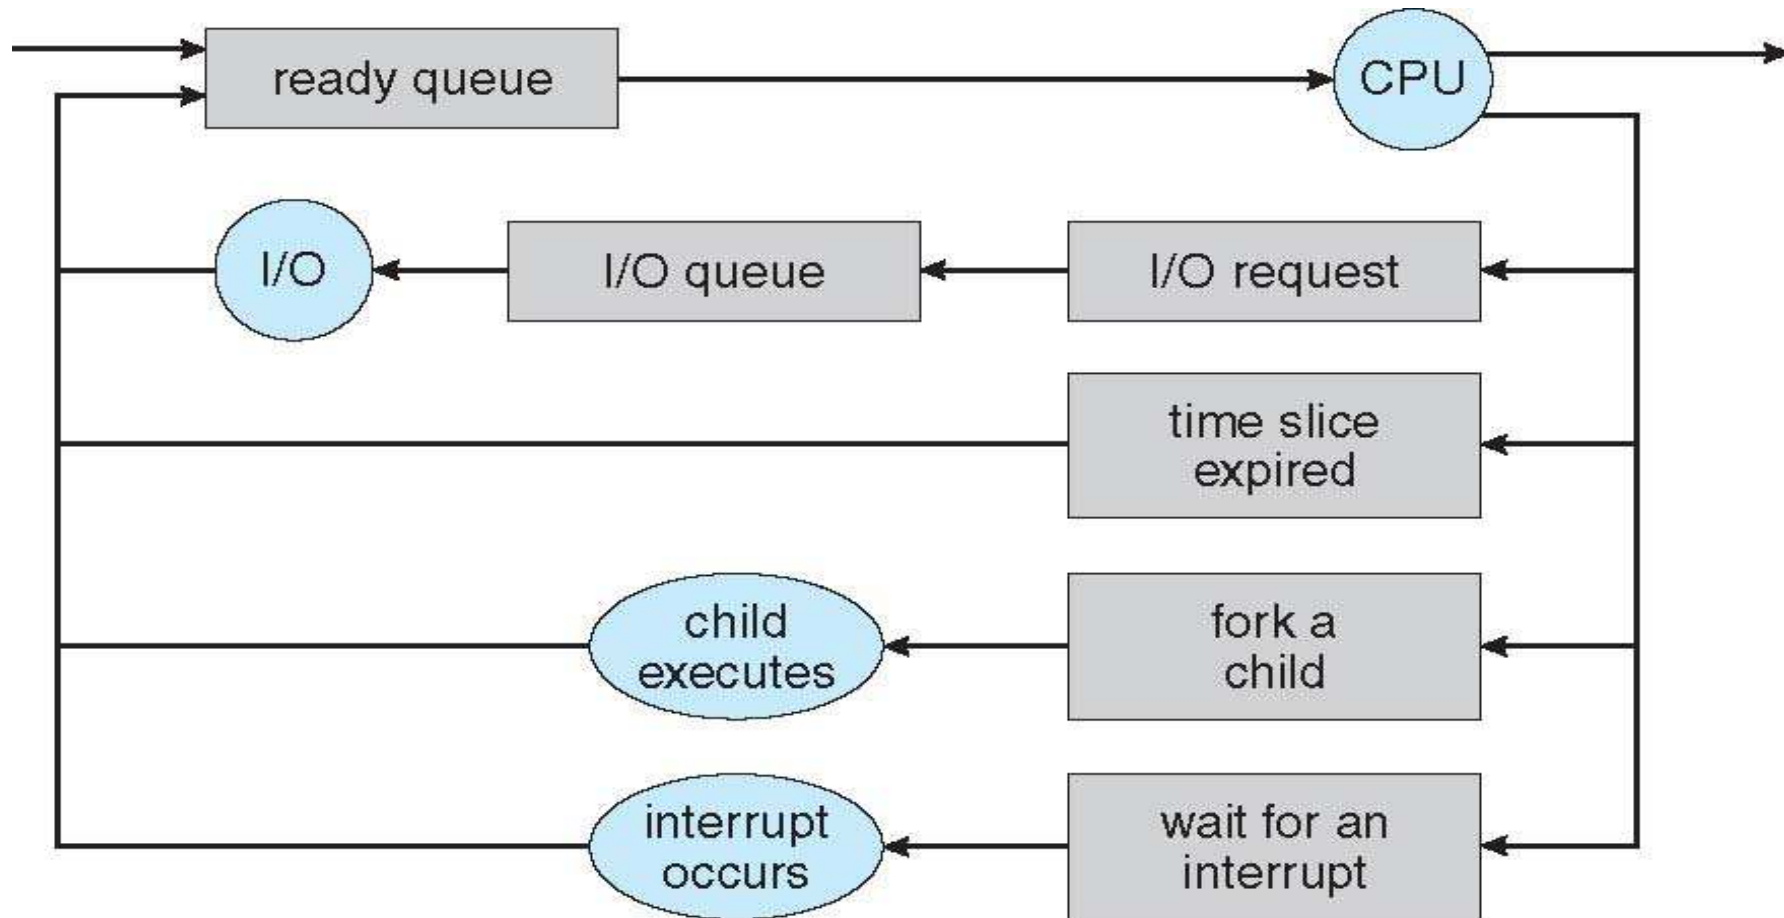 ready queue
CPU
I/O
I/O queue
I/O request
time slice
expired
child
executes
fork a
child
interrupt
occurs
wait for an
interrupt